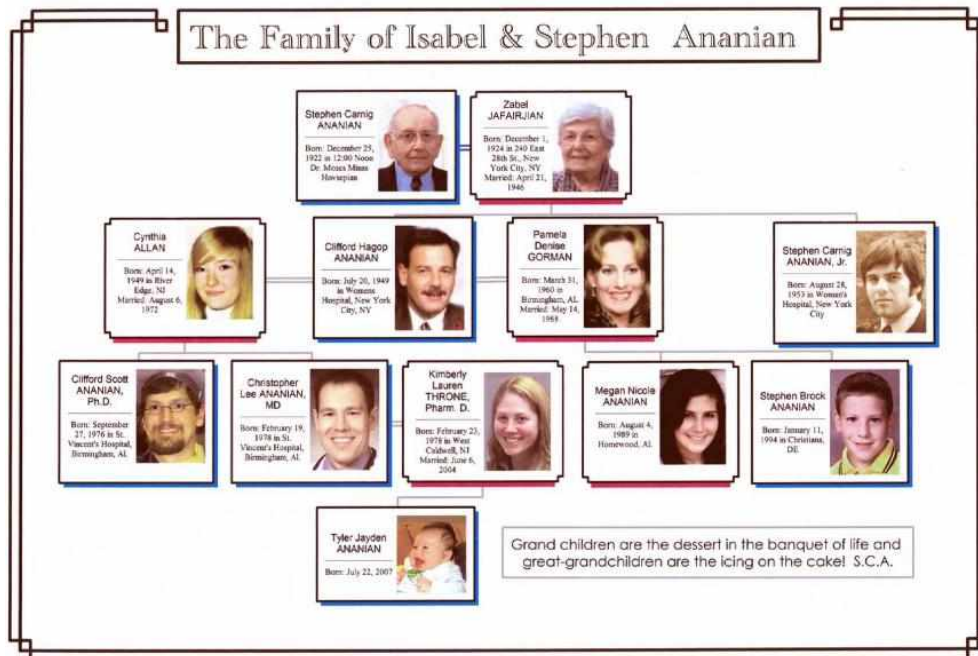 The Family of Isabel & Stephen Ananian
Stephen Carnig
ANANIAN
Born: December 25,
1922 in 12:00 Noon
Dr. Moses Minas
Hovsepian
Zabel
JAFAIRJIAN
Born: December 1,
1924 in 240 East
28th St., New
York City, NY
Married: April 21,
1946
Cynthia
ALLAN
Born: April 14,
1949 in River
Edge, NJ
Married: August 6,
1972
Clifford Hagop
ANANIAN
Born: July 20, 1949
in Womens
Hospital, New York
City, NY
Pamela
Denise
GORMAN
Born: March 31,
1960 in
Birmingham, AL
Married: May 14,
Stephen Carnig
ANANIAN, Jr.
Born: August 28,
1953 in Women's
Hospital, New York
City
Clifford Scott
ANANIAN,
Ph.D.
Born: September
27, 1976 in St.
Vincent's Hospital,
Birmingham, AL
Christopher
Lee ANANIAN,
MD
Born: February 19,
1978 in St.
Vincent's Hospital,
Birmingham, AL
Kimberly
Lauren
THRONE,
Pharm. D.
Born: February 23,
1978 in West
Caldwell, NJ
Married: June 6,
2004
Megan Nicole
ANANIAN
Born: August 4,
1989 in
Homewood, AL
Stephen Brock
ANANIAN
Born: January 11,
1994 in Christiana,
DE
Tyler Jayden
ANANIAN
Born: July 22, 2007
Grand children are the dessert in the banquet of life and
great-grandchildren are the icing on the cake! S.C.A.